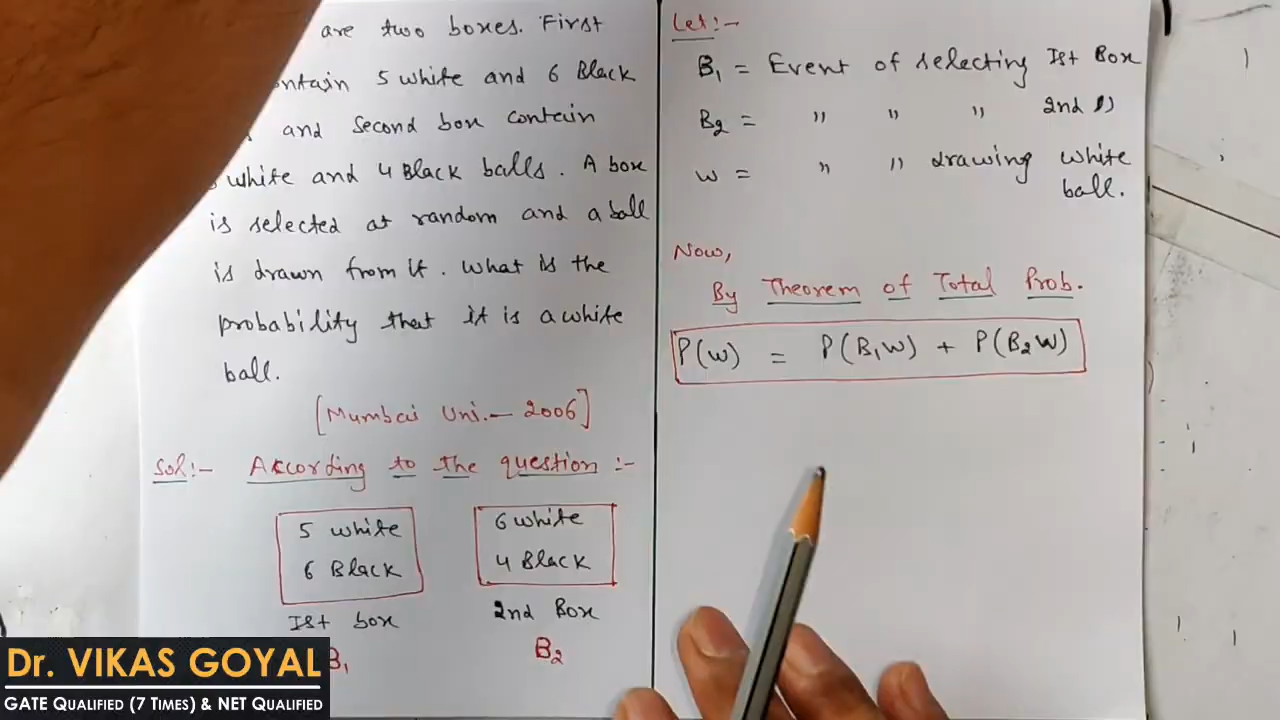 are two boxes. First
ntain 5 white and 6 Black
and second box contain
white and 4 Black balls. A box
is selected at random and a ball
is drawn from it. What is the
probability that it is a white
ball.
[Mumbai Uni.- 2006]
Sol:- According to the question :-
5 white
6 Black
Ist box
B₁
6 white
4 Black
2nd Box
B₂
Let:-
B₁ = Event of selecting Ist Box
B₂ = " " " 2nd "
W = " " drawing white
ball.
Now,
By Theorem of Total Prob.
P(W) = P(B₁W) + P(B₂W)
Dr. VIKAS GOYAL
GATE QUALIFIED (7 TIMES) & NET QUALIFIED